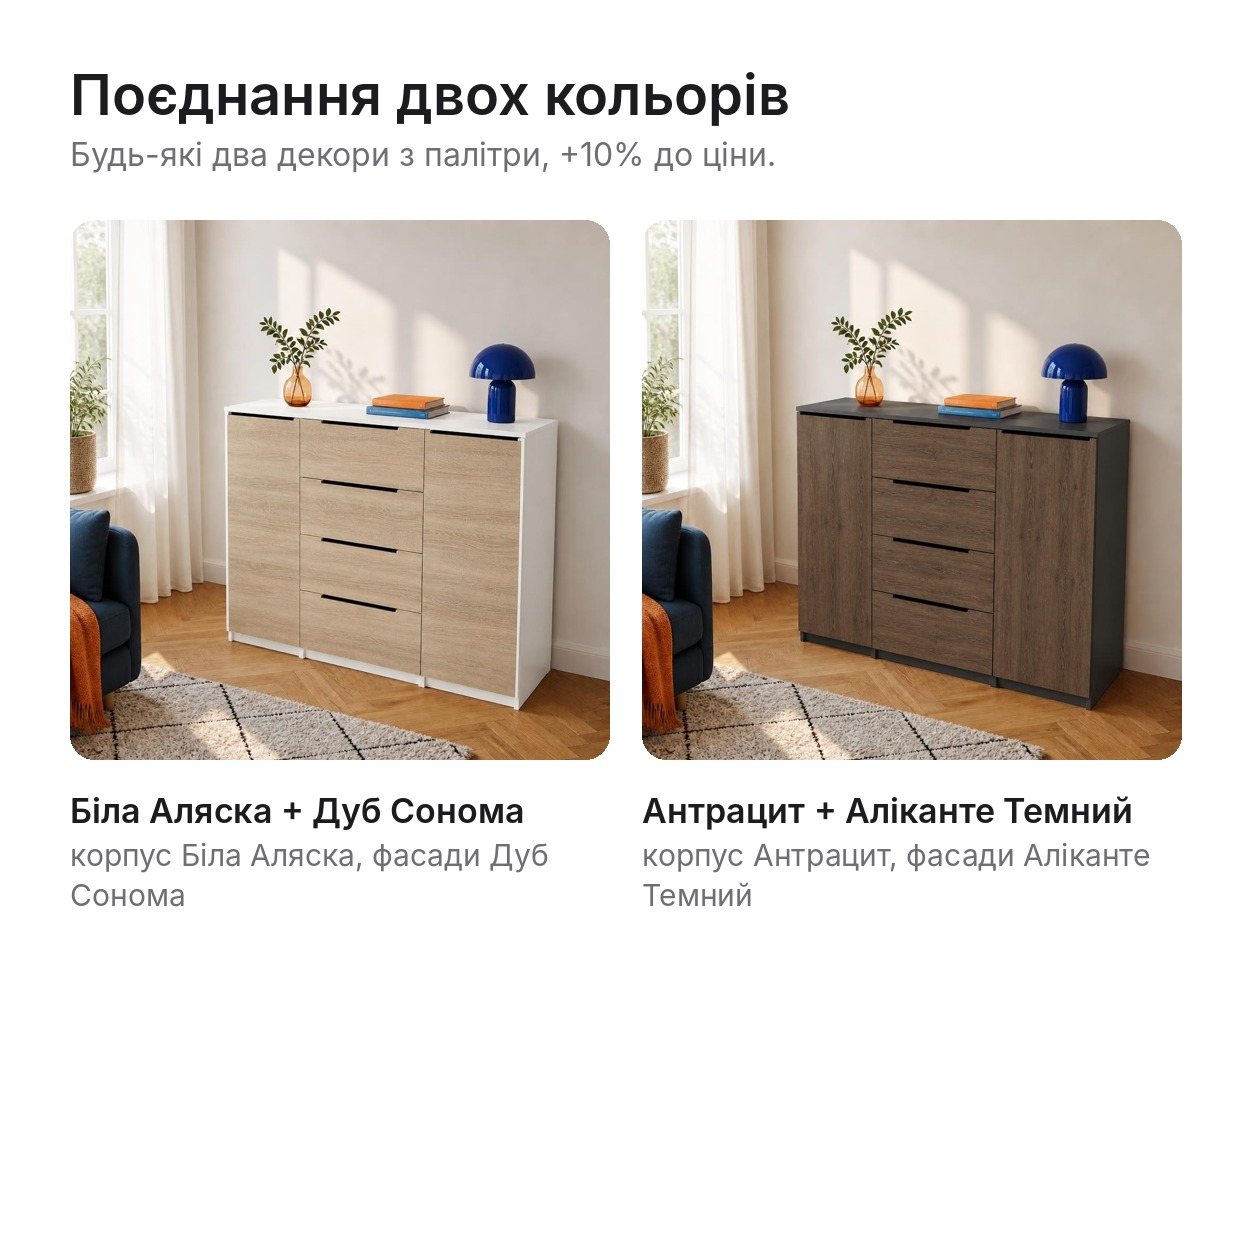 Поєднання двох кольорів
Будь-які два декори з палітри, +10% до ціни.
Біла Аляска + Дуб Сонома
корпус Біла Аляска, фасади Дуб
Сонома
Антрацит + Аліканте Темний
корпус Антрацит, фасади Аліканте
Темний